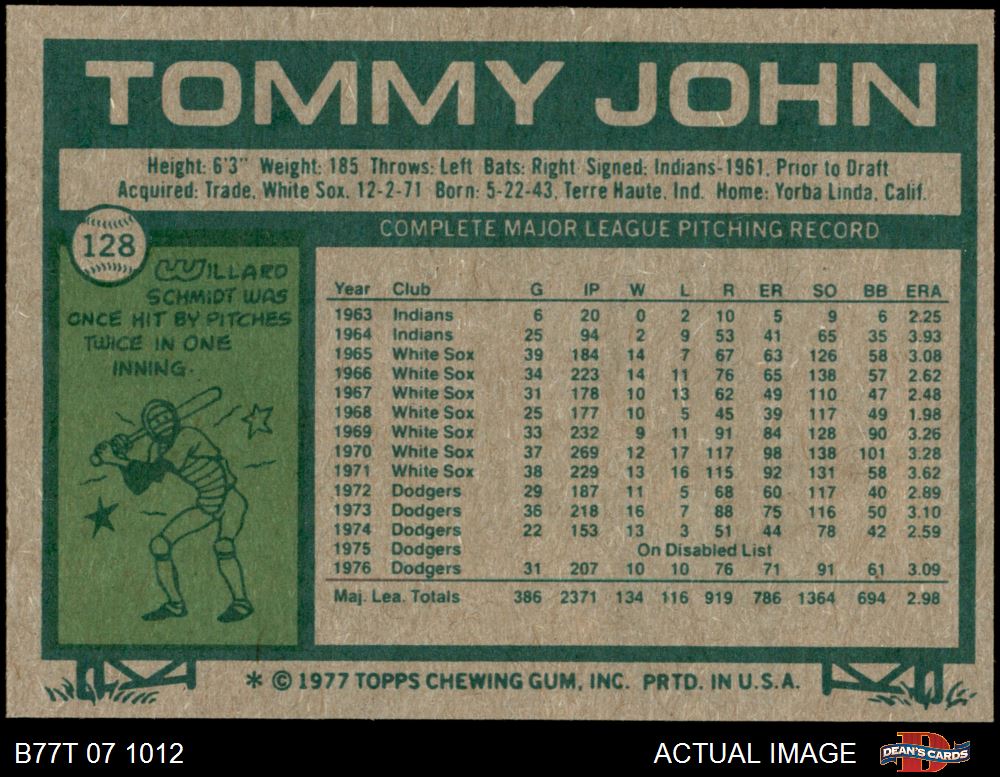 TOMMY JOHN
Height: 6'3" Weight: 185 Throws: Left Bats: Right Signed: Indians-1961, Prior to Draft
Acquired: Trade, White Sox, 12-2-71 Born: 5-22-43, Terre Haute, Ind. Home: Yorba Linda, Calif.
128
WILLARD
SCHMIDT WAS
ONCE HIT BY PITCHES
TWICE IN ONE
INNING.
COMPLETE MAJOR LEAGUE PITCHING RECORD
Year Club G IP W L R ER SO BB ERA
1963 Indians 6 20 0 2 10 5 9 6 2.25
1964 Indians 25 94 2 9 53 41 65 35 3.93
1965 White Sox 39 184 14 7 67 63 126 58 3.08
1966 White Sox 34 223 14 11 76 65 138 57 2.62
1967 White Sox 31 178 10 13 62 49 110 47 2.48
1968 White Sox 25 177 10 5 45 39 117 49 1.98
1969 White Sox 33 232 9 11 91 84 128 90 3.26
1970 White Sox 37 269 12 17 117 98 138 101 3.28
1971 White Sox 38 229 13 16 115 92 131 58 3.62
1972 Dodgers 29 187 11 5 68 60 117 40 2.89
1973 Dodgers 36 218 16 7 88 75 116 50 3.10
1974 Dodgers 22 153 13 3 51 44 78 42 2.59
1975 Dodgers On Disabled List
1976 Dodgers 31 207 10 10 76 71 91 61 3.09
Maj. Lea. Totals 386 2371 134 116 919 786 1364 694 2.98
* © 1977 TOPPS CHEWING GUM, INC. PRTD. IN U.S.A.
B77T 07 1012 ACTUAL IMAGE DEAN'S CARDS